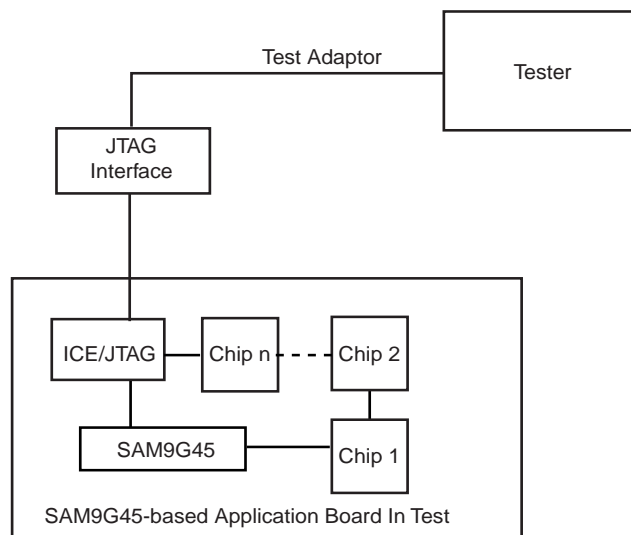 Test Adaptor
Tester
JTAG
Interface
ICE/JTAG
Chip n
Chip 2
SAM9G45
Chip 1
SAM9G45-based Application Board In Test